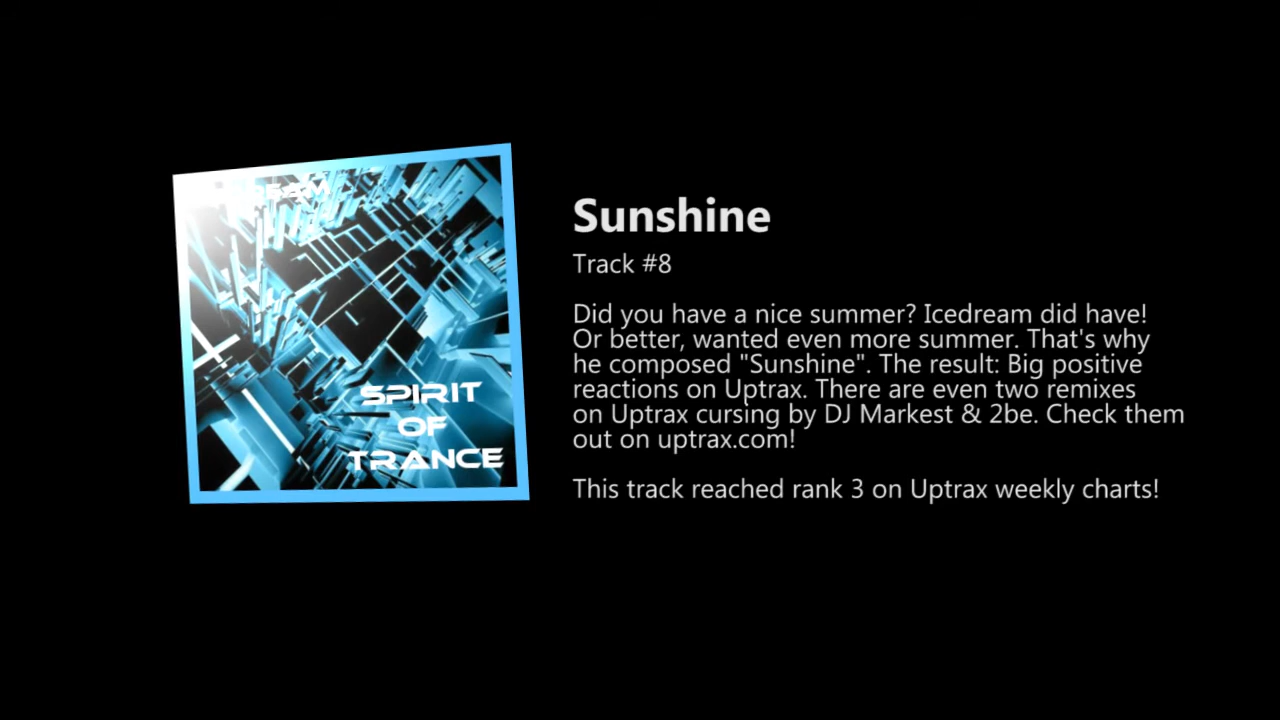 SPIRIT
OF
TRANCE
Sunshine
Track #8
Did you have a nice summer? Icedream did have!
Or better, wanted even more summer. That's why
he composed "Sunshine". The result: Big positive
reactions on Uptrax. There are even two remixes
on Uptrax cursing by DJ Markest & 2be. Check them
out on uptrax.com!
This track reached rank 3 on Uptrax weekly charts!